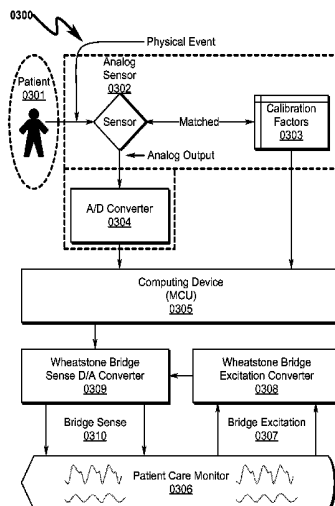 0300
Physical Event
Analog
Sensor
0302
Patient
0301
Sensor
Matched
Calibration
Factors
0303
Analog Output
A/D Converter
0304
Computing Device
(MCU)
0305
Wheatstone Bridge
Sense D/A Converter
0309
Wheatstone Bridge
Excitation Converter
0308
Bridge Sense
0310
Bridge Excitation
0307
Patient Care Monitor
0306